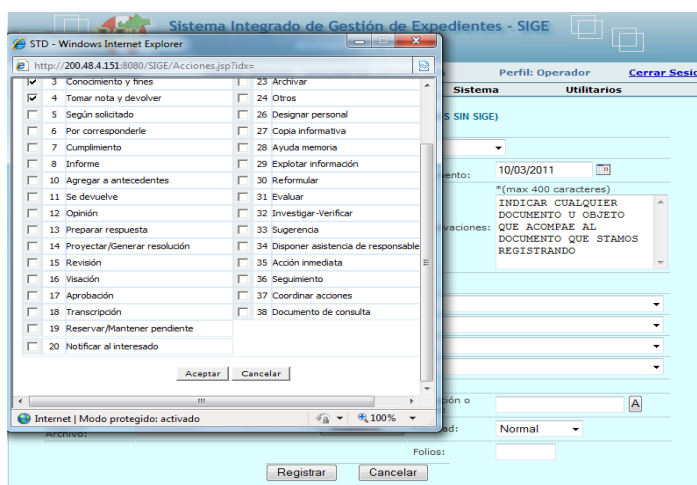 Sistema Integrado de Gestión de Expedientes - SIGE
STD - Windows Internet Explorer
http://200.48.4.151:8080/SIGE/Acciones.jsp?idx=
Perfil: Operador
Cerrar Sesio
Sistema
Utilitarios
S SIN SIGE)
3 Conocimiento y fines
4 Tomar nota y devolver
5 Según solicitado
6 Por corresponderle
7 Cumplimiento
8 Informe
10 Agregar a antecedentes
11 Se devuelve
12 Opinión
13 Preparar respuesta
14 Proyectar/Generar resolución
15 Revisión
16 Visación
17 Aprobación
18 Transcripción
19 Reservar/Mantener pendiente
20 Notificar al interesado
23 Archivar
24 Otros
26 Designar personal
27 Copia informativa
28 Ayuda memoria
29 Explotar información
30 Reformular
31 Evaluar
32 Investigar-Verificar
33 Sugerencia
34 Disponer asistencia de responsable
35 Acción inmediata
36 Seguimiento
37 Coordinar acciones
38 Documento de consulta
Aceptar
Cancelar
Internet | Modo protegido: activado
100%
ento:
10/03/2011
*(max 400 caracteres)
vaciones:
INDICAR CUALQUIER
DOCUMENTO U OBJETO
QUE ACOMPAE AL
DOCUMENTO QUE STAMOS
REGISTRANDO
ción o
A
Archivo:
ad:
Normal
Folios:
Registrar
Cancelar